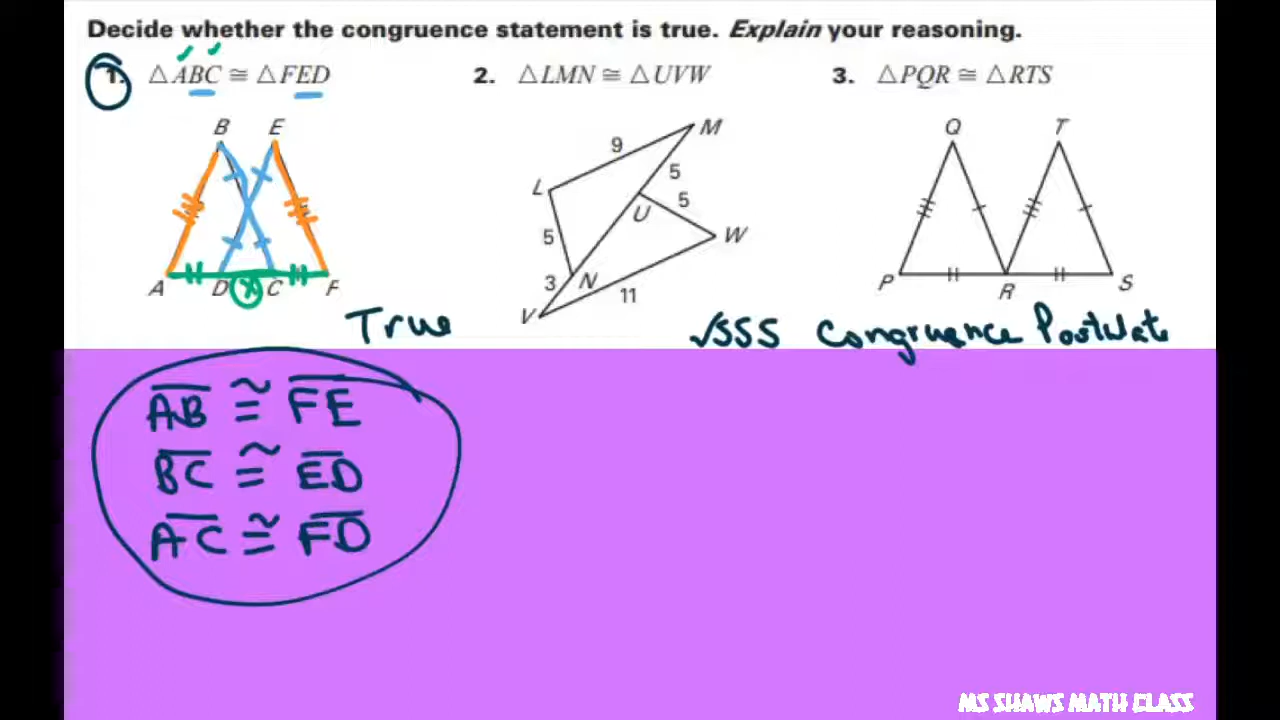 Decide whether the congruence statement is true. Explain your reasoning.
1. △ABC ≅ △FED
2. △LMN ≅ △UVW
3. △PQR ≅ △RTS
B E
A D x C F
M
9
5
L
5
U
W
5
3 N
11
V
Q T
P R S
True √SSS Congruence Postulate
AB ≅ FE
BC ≅ ED
AC ≅ FD
MS SHAWS MATH CLASS